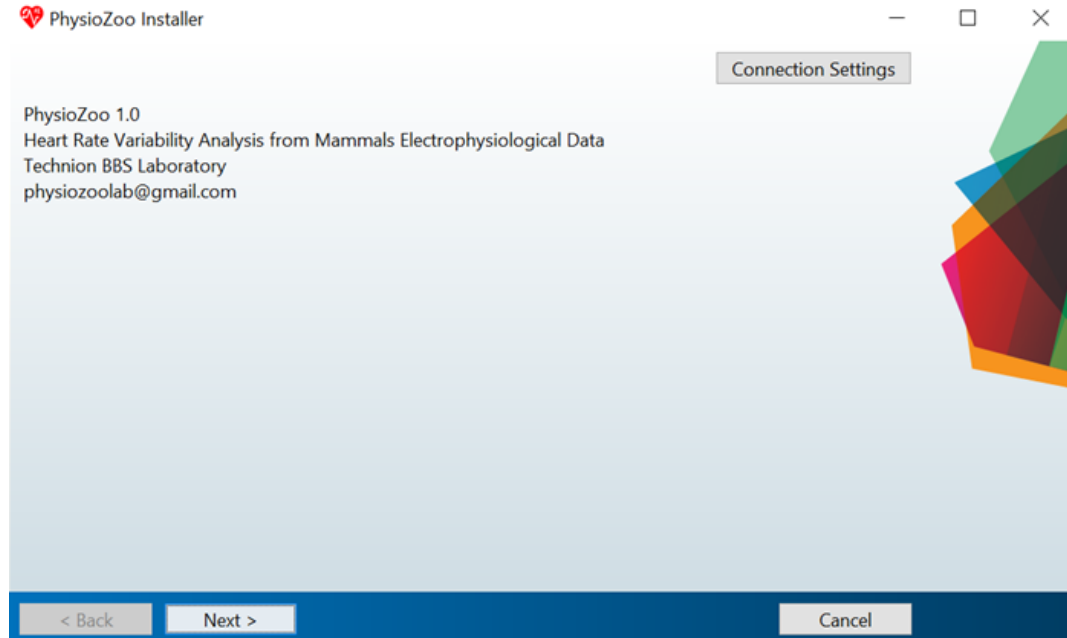 PhysioZoo Installer
Connection Settings
PhysioZoo 1.0
Heart Rate Variability Analysis from Mammals Electrophysiological Data
Technion BBS Laboratory
physiozoolab@gmail.com
< Back
Next >
Cancel